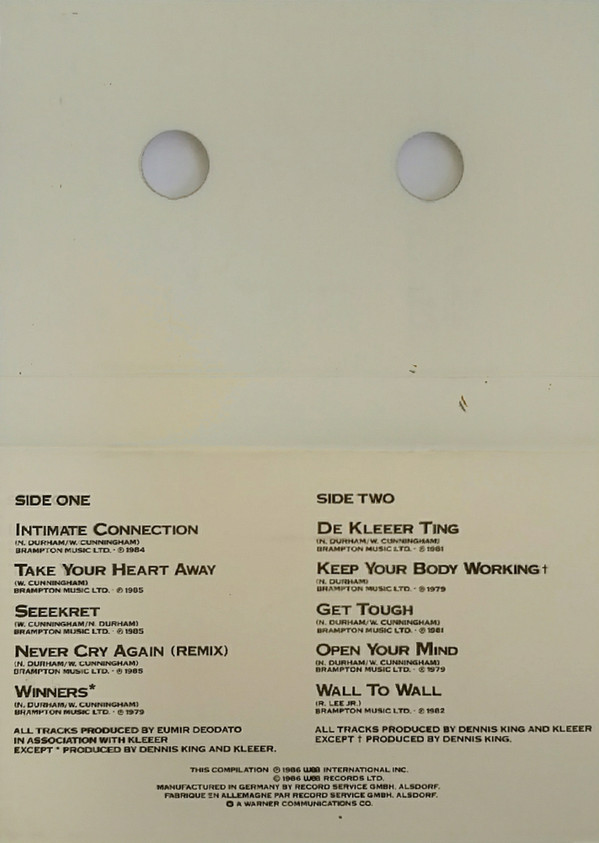 SIDE ONE
INTIMATE CONNECTION
(N. DURHAM/W. CUNNINGHAM)
BRAMPTON MUSIC LTD. · ℗ 1984
TAKE YOUR HEART AWAY
(W. CUNNINGHAM)
BRAMPTON MUSIC LTD. · ℗ 1985
SEEEKRET
(W. CUNNINGHAM/N. DURHAM)
BRAMPTON MUSIC LTD. · ℗ 1985
NEVER CRY AGAIN (REMIX)
(N. DURHAM/W. CUNNINGHAM)
BRAMPTON MUSIC LTD. · ℗ 1985
WINNERS*
(N. DURHAM/W. CUNNINGHAM)
BRAMPTON MUSIC LTD. · ℗ 1979
ALL TRACKS PRODUCED BY EUMIR DEODATO
IN ASSOCIATION WITH KLEEER
EXCEPT * PRODUCED BY DENNIS KING AND KLEEER.
SIDE TWO
DE KLEEER TING
(N. DURHAM/W. CUNNINGHAM)
BRAMPTON MUSIC LTD. · ℗ 1981
KEEP YOUR BODY WORKING†
(N. DURHAM)
BRAMPTON MUSIC LTD. · ℗ 1979
GET TOUGH
(N. DURHAM/W. CUNNINGHAM)
BRAMPTON MUSIC LTD. · ℗ 1981
OPEN YOUR MIND
(N. DURHAM/W. CUNNINGHAM)
BRAMPTON MUSIC LTD. · ℗ 1979
WALL TO WALL
(R. LEE JR.)
BRAMPTON MUSIC LTD. · ℗ 1982
ALL TRACKS PRODUCED BY DENNIS KING AND KLEEER
EXCEPT † PRODUCED BY DENNIS KING.
THIS COMPILATION ℗ 1986 wea INTERNATIONAL INC.
© 1986 wea RECORDS LTD.
MANUFACTURED IN GERMANY BY RECORD SERVICE GMBH, ALSDORF.
FABRIQUE EN ALLEMAGNE PAR RECORD SERVICE GMBH, ALSDORF.
A WARNER COMMUNICATIONS CO.